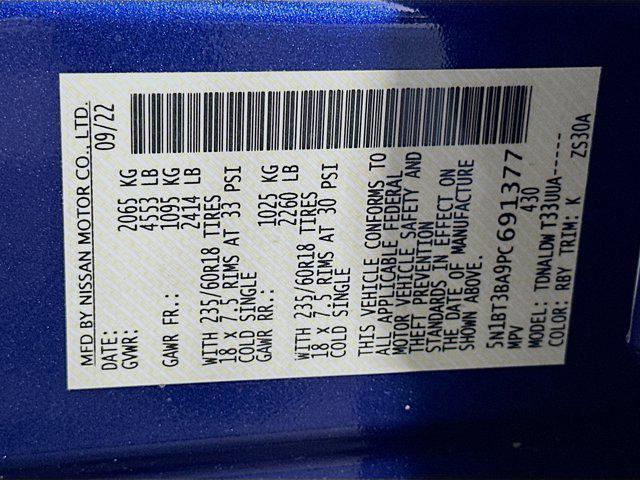 MFD BY NISSAN MOTOR CO., LTD.
DATE: 09/22
GVWR: 2065 KG
4553 LB
GAWR FR.: 1095 KG
2414 LB
WITH 235/60R18 TIRES
18 X 7.5 RIMS AT 33 PSI
COLD SINGLE
GAWR RR.: 1025 KG
2260 LB
WITH 235/60R18 TIRES
18 X 7.5 RIMS AT 30 PSI
COLD SINGLE
THIS VEHICLE CONFORMS TO
ALL APPLICABLE FEDERAL
MOTOR VEHICLE SAFETY AND
THEFT PREVENTION
STANDARDS IN EFFECT ON
THE DATE OF MANUFACTURE
SHOWN ABOVE.
5N1BT3BA9PC691377
MPV 430
MODEL: TDNALDW T33UUA------
COLOR: RBY TRIM: K ZS30A